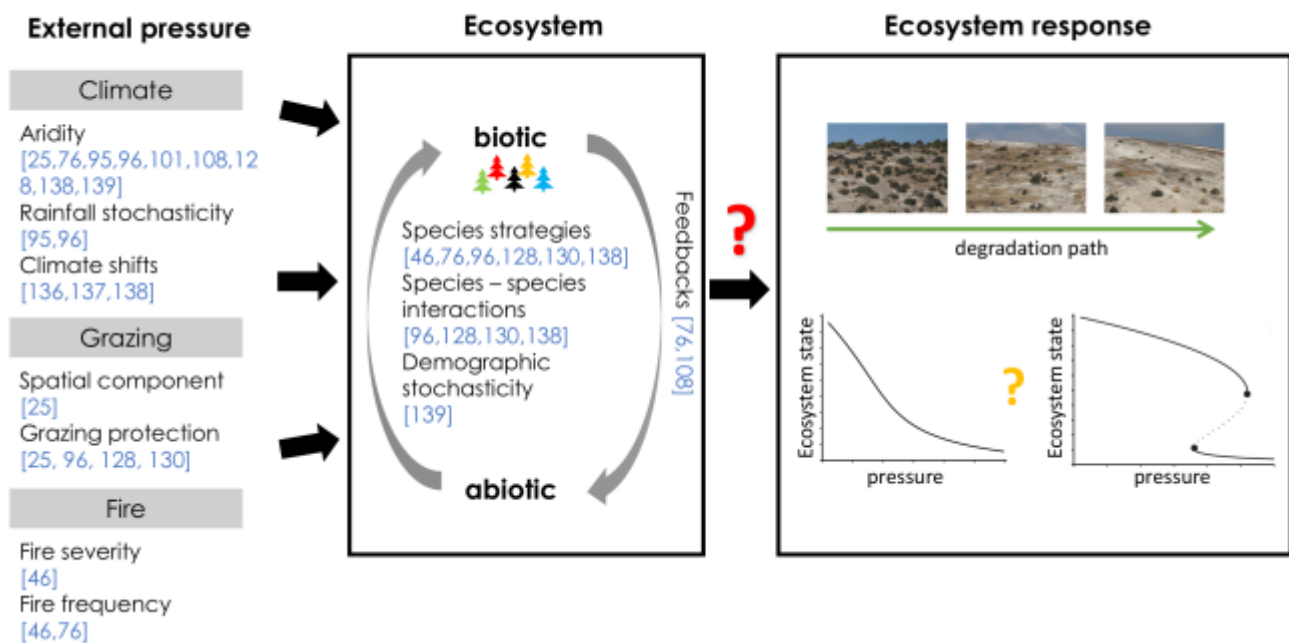 External pressure
Climate
Aridity
[25,76,95,96,101,108,12
8,138,139]
Rainfall stochasticity
[95,96]
Climate shifts
[136,137,138]
Grazing
Spatial component
[25]
Grazing protection
[25, 96, 128, 130]
Fire
Fire severity
[46]
Fire frequency
[46,76]
Ecosystem
biotic
Species strategies
[46,76,96,128,130,138]
Species – species
interactions
[96,128,130,138]
Demographic
stochasticity
[139]
abiotic
Feedbacks [76,108]
?
Ecosystem response
degradation path
Ecosystem state
pressure
?
Ecosystem state
pressure